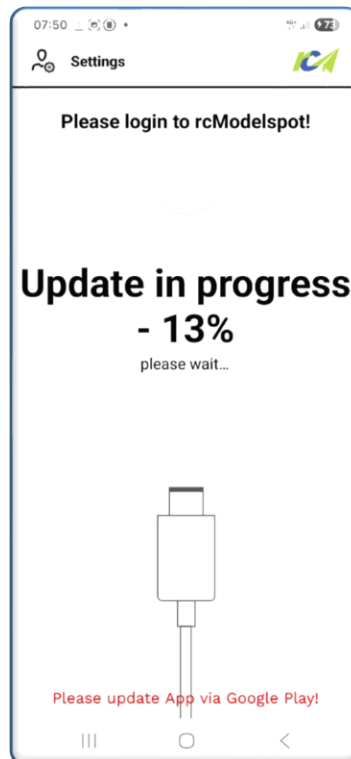 07:50
4G+ 73
Settings
Please login to rcModelspot!
Update in progress
- 13%
please wait...
Please update App via Google Play!